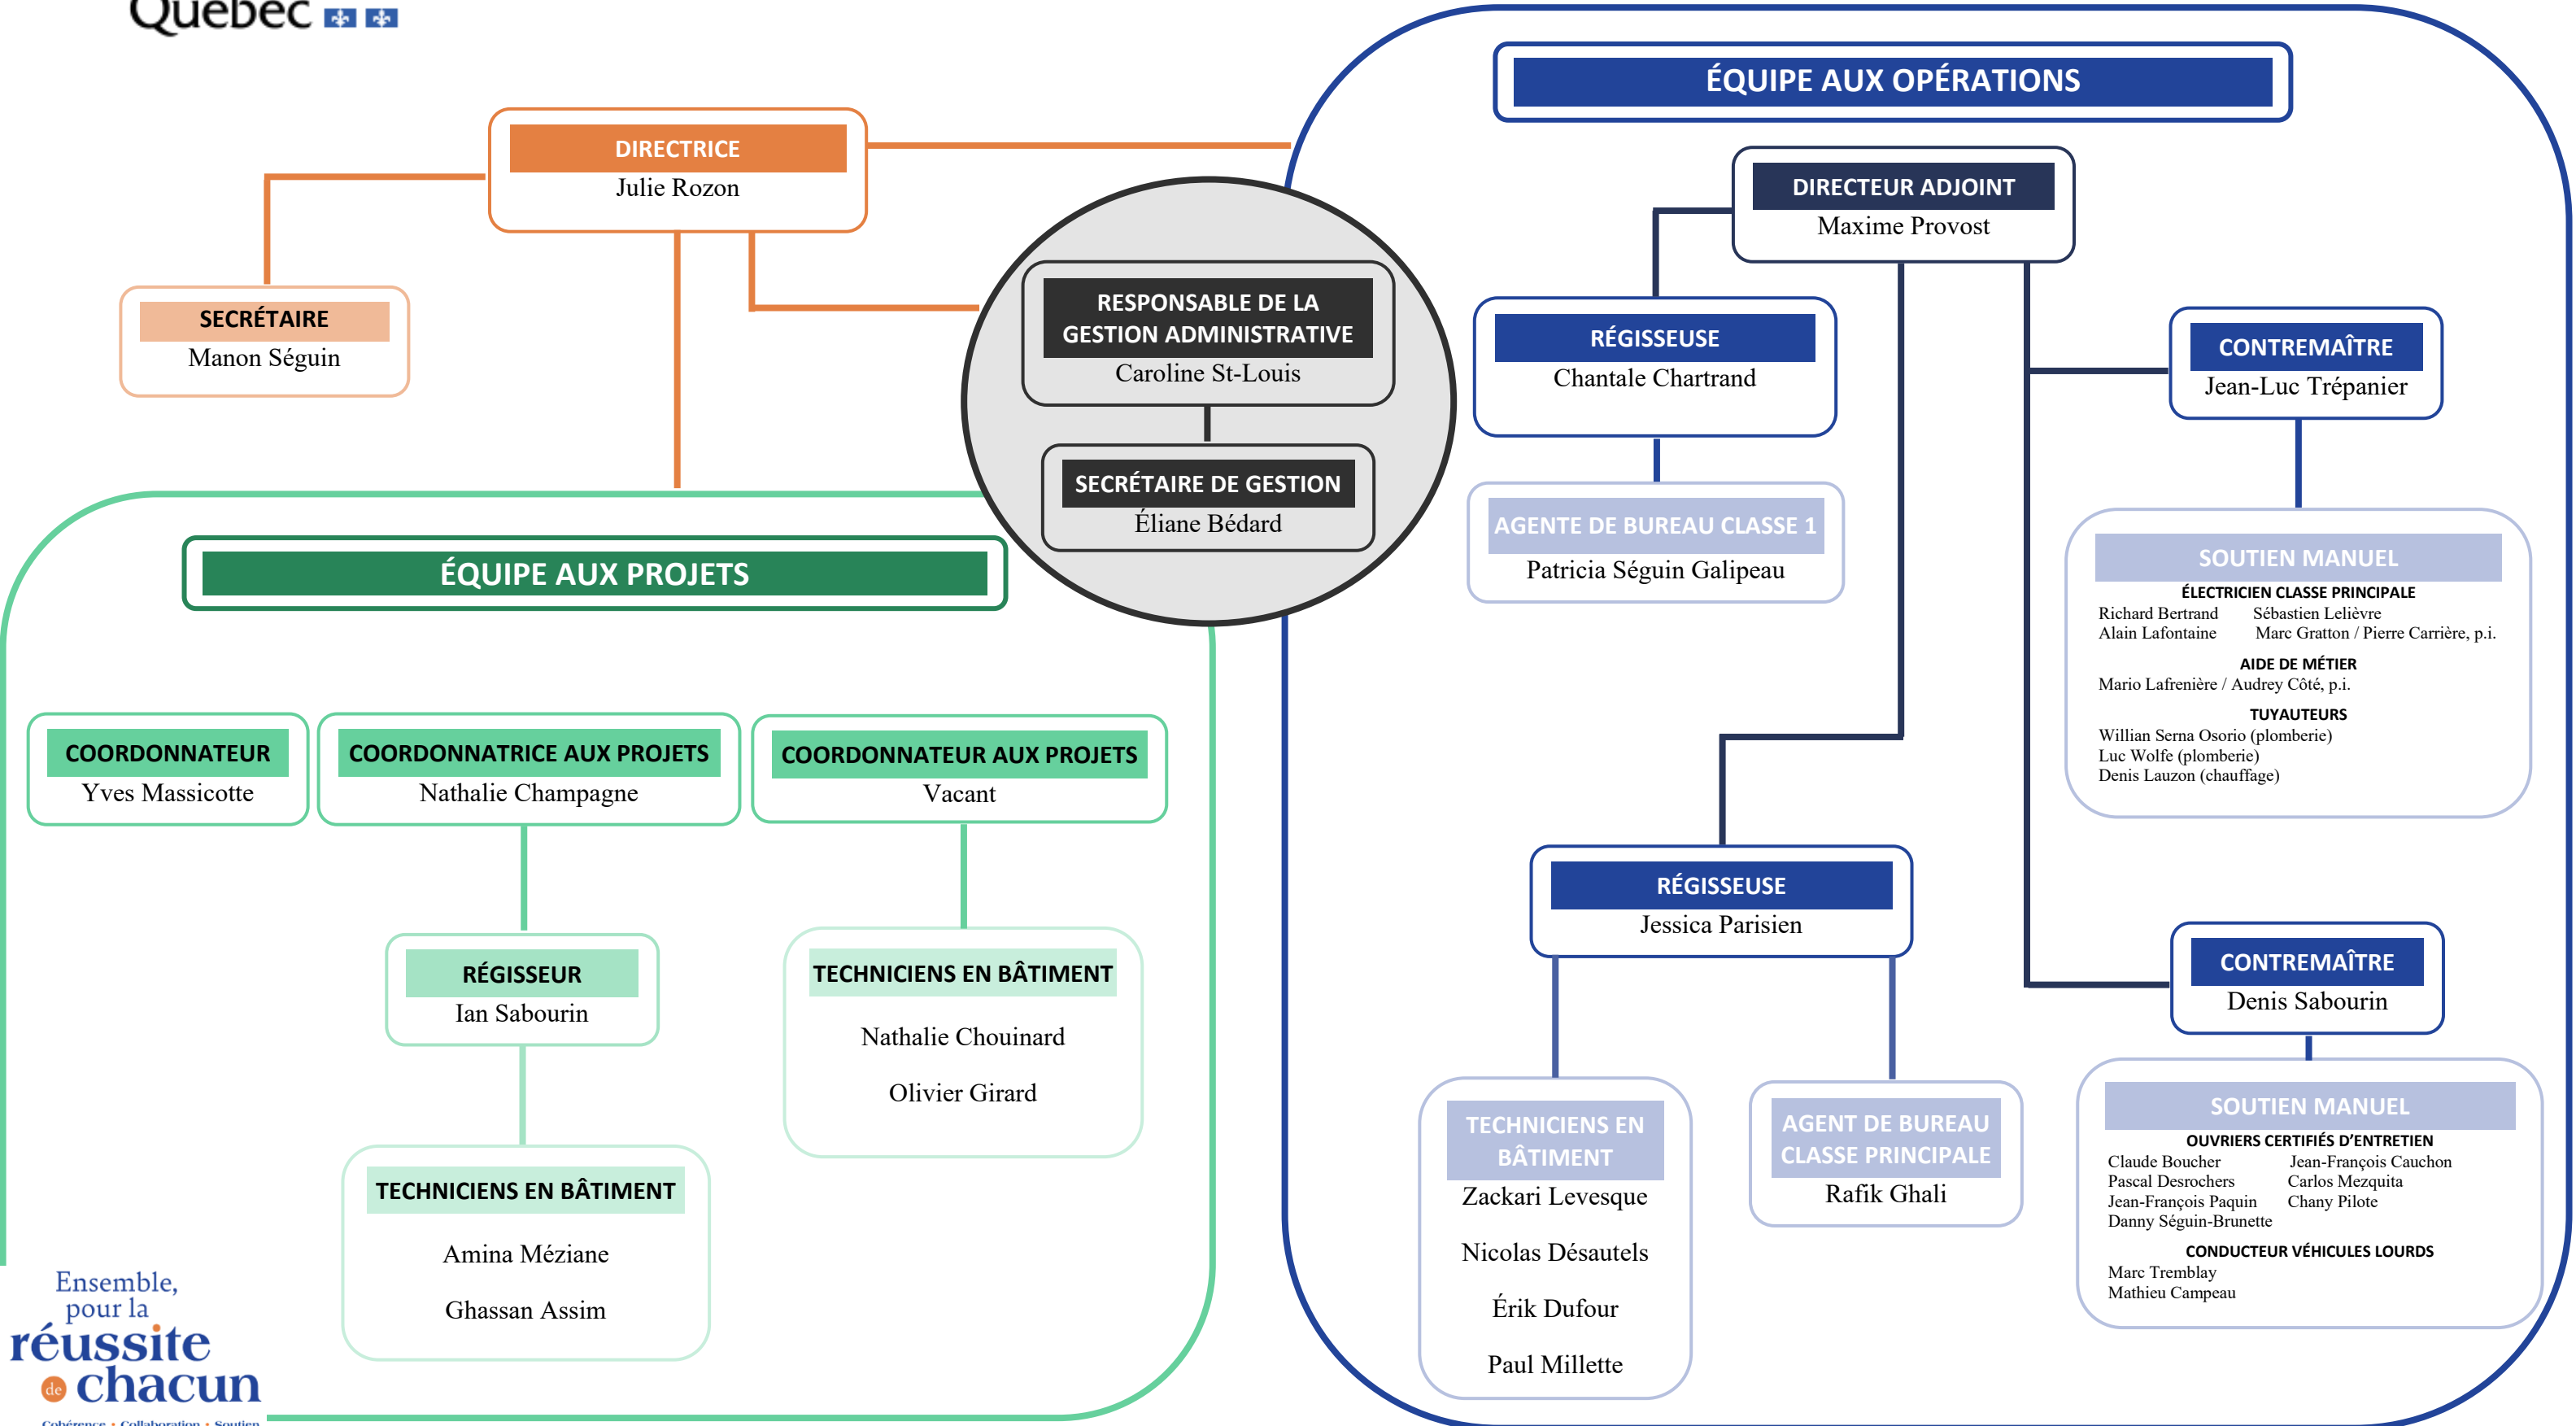 Québec
DIRECTRICE
Julie Rozon
SECRÉTAIRE
Manon Séguin
RESPONSABLE DE LA
GESTION ADMINISTRATIVE
Caroline St-Louis
SECRÉTAIRE DE GESTION
Éliane Bédard
ÉQUIPE AUX PROJETS
COORDONNATEUR
Yves Massicotte
COORDONNATRICE AUX PROJETS
Nathalie Champagne
COORDONNATEUR AUX PROJETS
Vacant
RÉGISSEUR
Ian Sabourin
TECHNICIENS EN BÂTIMENT
Amina Méziane
Ghassan Assim
TECHNICIENS EN BÂTIMENT
Nathalie Chouinard
Olivier Girard
ÉQUIPE AUX OPÉRATIONS
DIRECTEUR ADJOINT
Maxime Provost
RÉGISSEUSE
Chantale Chartrand
AGENTE DE BUREAU CLASSE 1
Patricia Séguin Galipeau
CONTREMAÎTRE
Jean-Luc Trépanier
SOUTIEN MANUEL
ÉLECTRICIEN CLASSE PRINCIPALE
Richard Bertrand Sébastien Lelièvre
Alain Lafontaine Marc Gratton / Pierre Carrière, p.i.
AIDE DE MÉTIER
Mario Lafrenière / Audrey Côté, p.i.
TUYAUTEURS
Willian Serna Osorio (plomberie)
Luc Wolfe (plomberie)
Denis Lauzon (chauffage)
RÉGISSEUSE
Jessica Parisien
TECHNICIENS EN
BÂTIMENT
Zackari Levesque
Nicolas Désautels
Érik Dufour
Paul Millette
AGENT DE BUREAU
CLASSE PRINCIPALE
Rafik Ghali
CONTREMAÎTRE
Denis Sabourin
SOUTIEN MANUEL
OUVRIERS CERTIFIÉS D'ENTRETIEN
Claude Boucher Jean-François Cauchon
Pascal Desrochers Carlos Mezquita
Jean-François Paquin Chany Pilote
Danny Séguin-Brunette
CONDUCTEUR VÉHICULES LOURDS
Marc Tremblay
Mathieu Campeau
Ensemble,
pour la
réussite
de chacun
Cohérence • Collaboration • Soutien